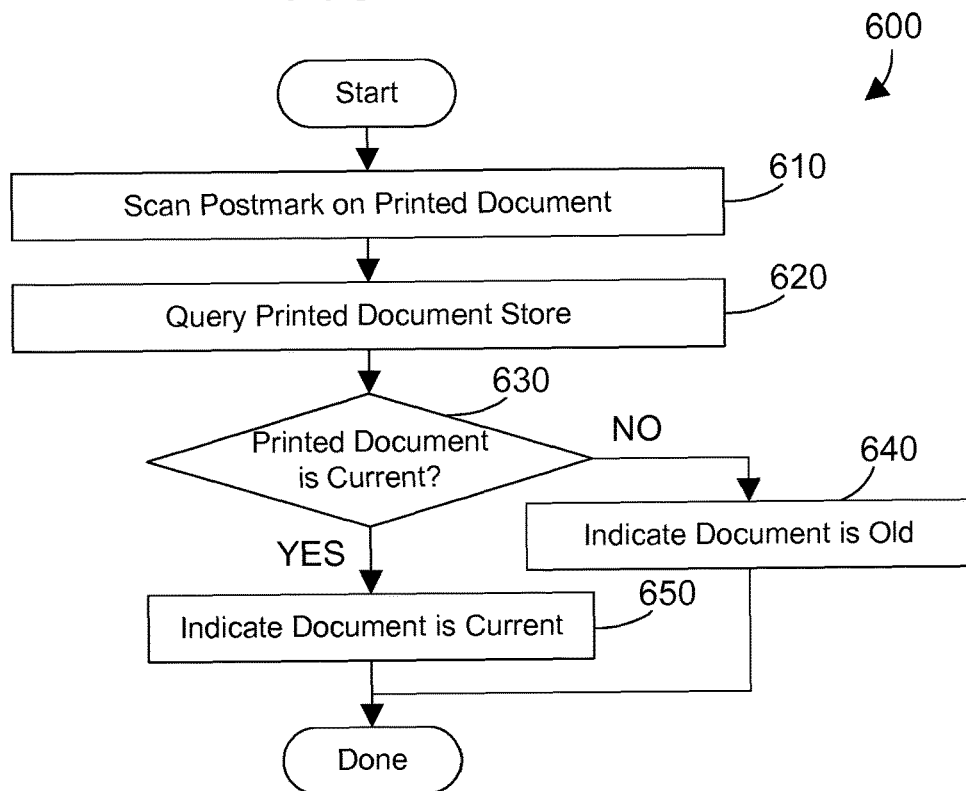 600
Start
610
Scan Postmark on Printed Document
620
Query Printed Document Store
630
Printed Document
is Current?
NO
640
Indicate Document is Old
YES
650
Indicate Document is Current
Done